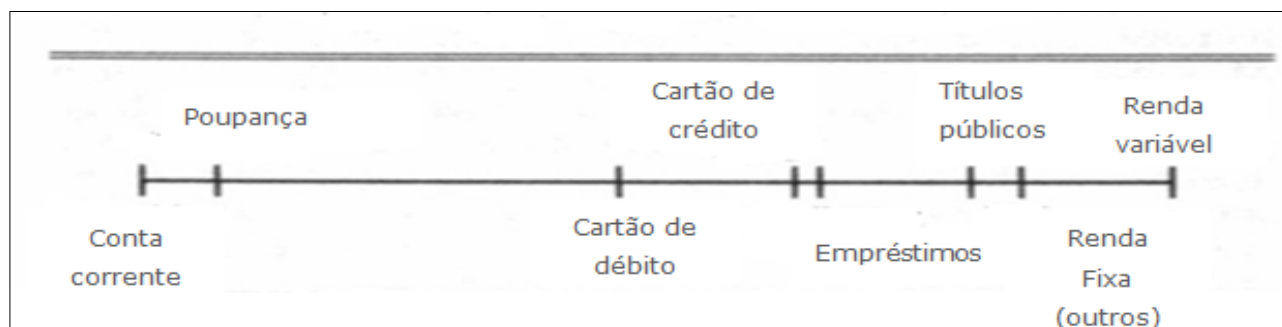 Poupança
Cartão de
crédito
Títulos
públicos
Renda
variável
Conta
corrente
Cartão de
débito
Empréstimos
Renda
Fixa
(outros)